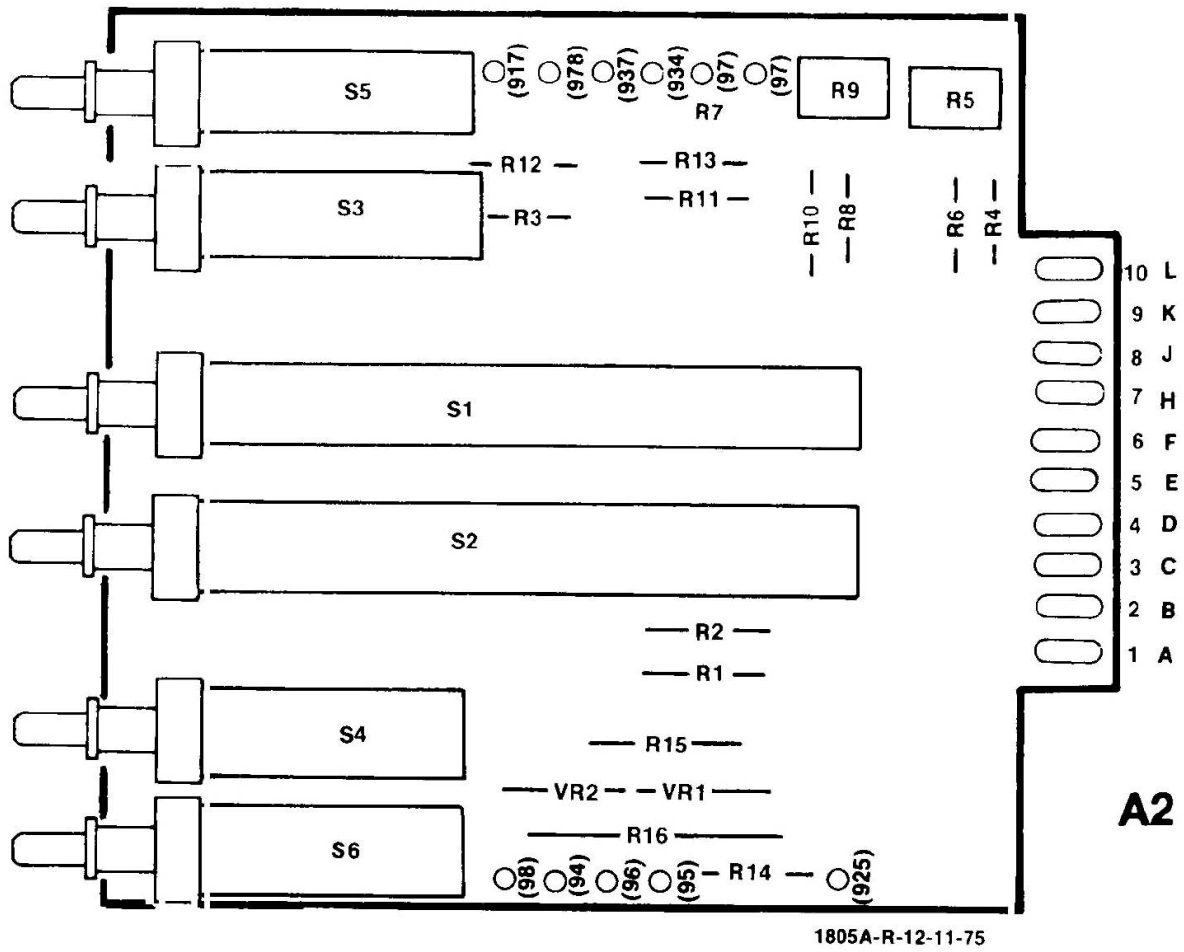 S5
(917)
(978)
(937)
(934)
(97)
(97)
R9
R5
R7
R12
R13
S3
R3
R11
R10
R8
R6
R4
10 L
9 K
8 J
S1
7 H
6 F
5 E
S2
4 D
3 C
2 B
R2
1 A
R1
S4
R15
VR2
VR1
A2
R16
S6
(98)
(94)
(96)
(95)
R14
(925)
1805A-R-12-11-75